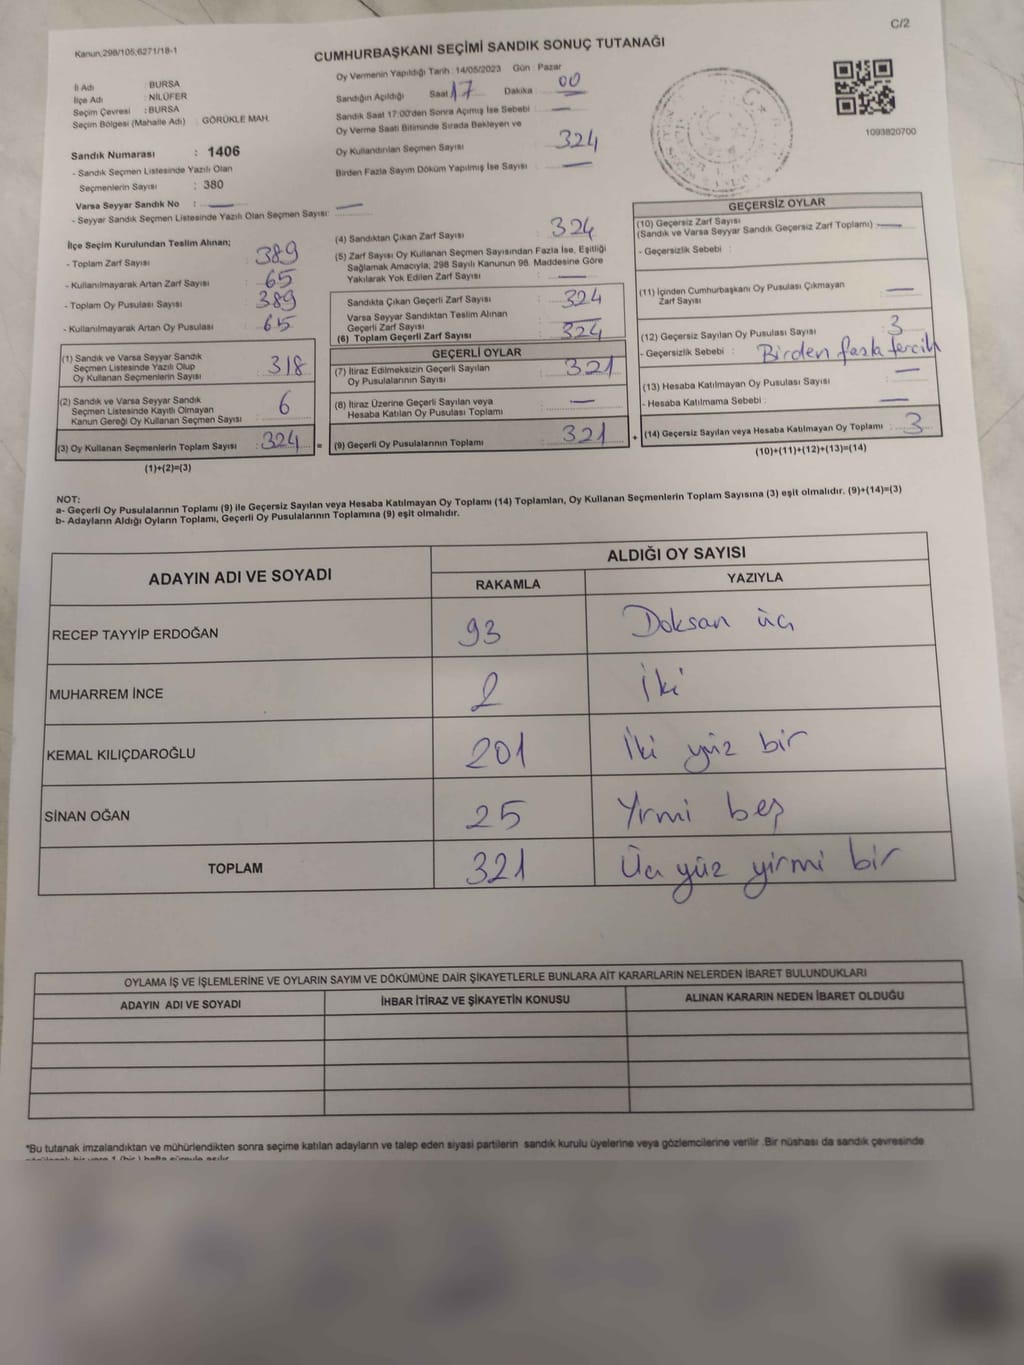 C/2
Kanun,298/105;6271/18-1
CUMHURBAŞKANI SEÇİMİ SANDIK SONUÇ TUTANAĞI
İl Adı : BURSA
İlçe Adı : NİLÜFER
Seçim Çevresi : BURSA
Seçim Bölgesi (Mahalle Adı) : GÖRÜKLE MAH.
Sandık Numarası : 1406
- Sandık Seçmen Listesinde Yazılı Olan
Seçmenlerin Sayısı : 380
Varsa Seyyar Sandık No : —
- Seyyar Sandık Seçmen Listesinde Yazılı Olan Seçmen Sayısı: —
Oy Vermenin Yapıldığı Tarih : 14/05/2023 Gün : Pazar
Sandığın Açıldığı Saat 17 Dakika 00
Sandık Saat 17:00'den Sonra Açımış İse Sebebi : —
Oy Verme Saati Bitiminde Sırada Bekleyen ve
Oy Kullandırılan Seçmen Sayısı : 324
Birden Fazla Sayım Döküm Yapılmış İse Sayısı : —
1093820700
İlçe Seçim Kurulundan Teslim Alınan;
- Toplam Zarf Sayısı : 389
- Kullanılmayarak Artan Zarf Sayısı : 65
- Toplam Oy Pusulası Sayısı : 389
- Kullanılmayarak Artan Oy Pusulası : 65
(1) Sandık ve Varsa Seyyar Sandık
Seçmen Listesinde Yazılı Olup
Oy Kullanan Seçmenlerin Sayısı : 318
(2) Sandık ve Varsa Seyyar Sandık
Seçmen Listesinde Kayıtlı Olmayan
Kanun Gereği Oy Kullanan Seçmen Sayısı : 6
(3) Oy Kullanan Seçmenlerin Toplam Sayısı : 324 =
(1)+(2)=(3)
(4) Sandıktan Çıkan Zarf Sayısı : 324
(5) Zarf Sayısı Oy Kullanan Seçmen Sayısından Fazla İse, Eşitliği
Sağlamak Amacıyla; 298 Sayılı Kanunun 98. Maddesine Göre
Yakılarak Yok Edilen Zarf Sayısı : —
Sandıkta Çıkan Geçerli Zarf Sayısı : 324
Varsa Seyyar Sandıktan Teslim Alınan
Geçerli Zarf Sayısı : —
(6) Toplam Geçerli Zarf Sayısı : 324
GEÇERLİ OYLAR
(7) İtiraz Edilmeksizin Geçerli Sayılan
Oy Pusulalarının Sayısı : 321
(8) İtiraz Üzerine Geçerli Sayılan veya
Hesaba Katılan Oy Pusulası Toplamı : —
(9) Geçerli Oy Pusulalarının Toplamı : 321 +
GEÇERSİZ OYLAR
(10) Geçersiz Zarf Sayısı
(Sandık ve Varsa Seyyar Sandık Geçersiz Zarf Toplamı) : —
- Geçersizlik Sebebi :
(11) İçinden Cumhurbaşkanı Oy Pusulası Çıkmayan
Zarf Sayısı : —
(12) Geçersiz Sayılan Oy Pusulası Sayısı : 3
- Geçersizlik Sebebi : Birden fazla tercih
(13) Hesaba Katılmayan Oy Pusulası Sayısı : —
- Hesaba Katılmama Sebebi : —
(14) Geçersiz Sayılan veya Hesaba Katılmayan Oy Toplamı : 3
(10)+(11)+(12)+(13)=(14)
NOT:
a- Geçerli Oy Pusulalarının Toplamı (9) ile Geçersiz Sayılan veya Hesaba Katılmayan Oy Toplamı (14) Toplamları, Oy Kullanan Seçmenlerin Toplam Sayısına (3) eşit olmalıdır. (9)+(14)=(3)
b- Adayların Aldığı Oyların Toplamı, Geçerli Oy Pusulalarının Toplamına (9) eşit olmalıdır.
ADAYIN ADI VE SOYADI
ALDIĞI OY SAYISI
RAKAMLA YAZIYLA
RECEP TAYYİP ERDOĞAN 93 Doksan üç
MUHARREM İNCE 2 İki
KEMAL KILIÇDAROĞLU 201 İki yüz bir
SİNAN OĞAN 25 Yrmi beş
TOPLAM 321 Üç yüz yirmi bir
OYLAMA İŞ VE İŞLEMLERİNE VE OYLARIN SAYIM VE DÖKÜMÜNE DAİR ŞİKAYETLERLE BUNLARA AİT KARARLARIN NELERDEN İBARET BULUNDUKLARI
ADAYIN ADI VE SOYADI İHBAR İTİRAZ VE ŞİKAYETİN KONUSU ALINAN KARARIN NEDEN İBARET OLDUĞU
*Bu tutanak imzalandıktan ve mühürlendikten sonra seçime katılan adayların ve talep eden siyasi partilerin sandık kurulu üyelerine veya gözlemcilerine verilir .Bir nüshası da sandık çevresinde